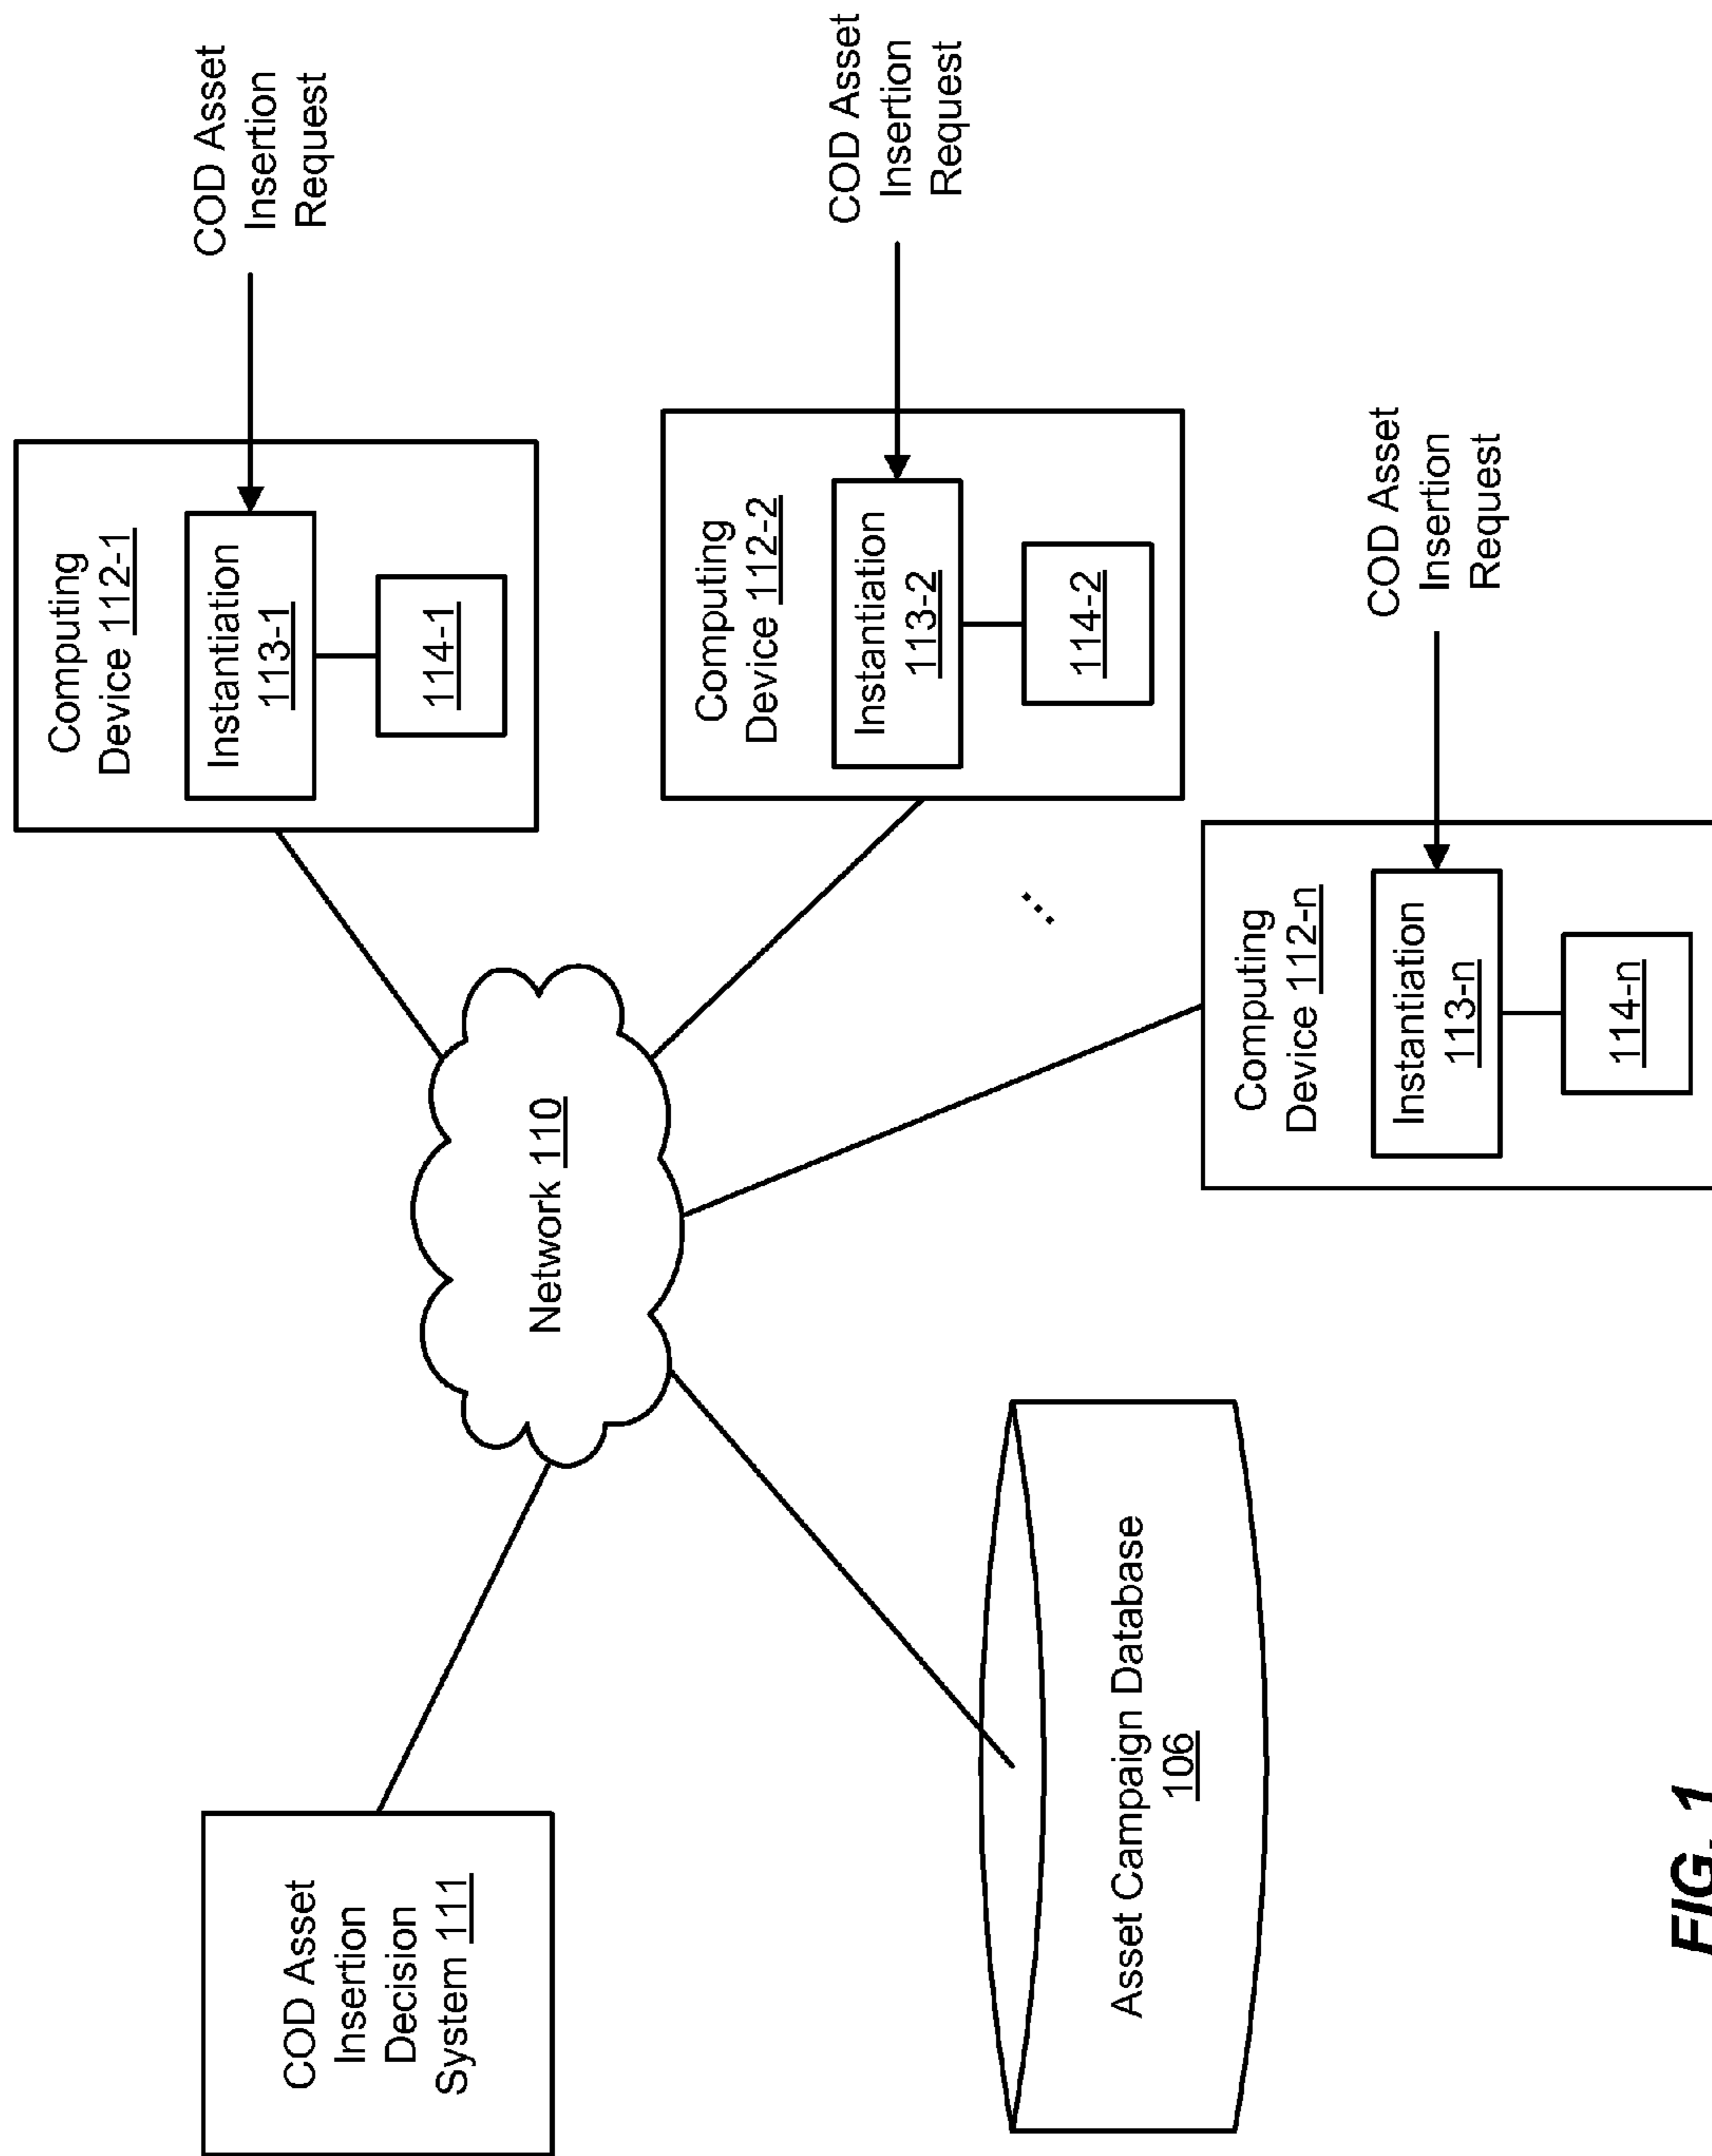 COD Asset
Insertion
Decision
System 111
Asset Campaign Database
106
Network 110
Computing
Device 112-1
Instantiation
113-1
114-1
COD Asset
Insertion
Request
Computing
Device 112-2
Instantiation
113-2
114-2
COD Asset
Insertion
Request
...
Computing
Device 112-n
Instantiation
113-n
114-n
COD Asset
Insertion
Request
FIG. 1